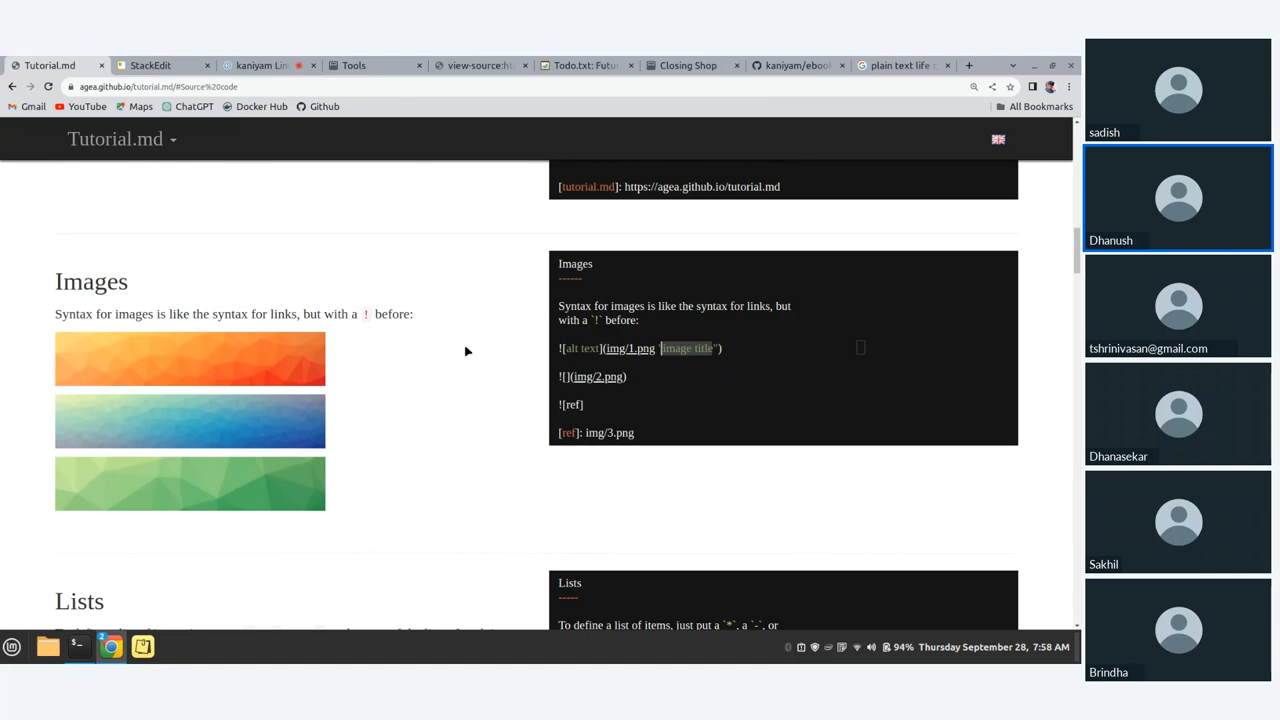 Tutorial.md
StackEdit
kaniyam Lin
Tools
view-source:ht
Todo.txt: Futur
Closing Shop
kaniyam/eboo
plain text life c
agea.github.io/tutorial.md/#Source%20code
Gmail
YouTube
Maps
ChatGPT
Docker Hub
Github
All Bookmarks
Tutorial.md
[tutorial.md]: https://agea.github.io/tutorial.md
Images
Syntax for images is like the syntax for links, but with a ! before:
Images
------
Syntax for images is like the syntax for links, but
with a `!` before:
![alt text](img/1.png "image title")
![](img/2.png)
![ref]
[ref]: img/3.png
Lists
Lists
-----
To define a list of items, just put a `*`, a `-`, or
2
94% Thursday September 28, 7:58 AM
sadish
Dhanush
tshrinivasan@gmail.com
Dhanasekar
Sakhil
Brindha